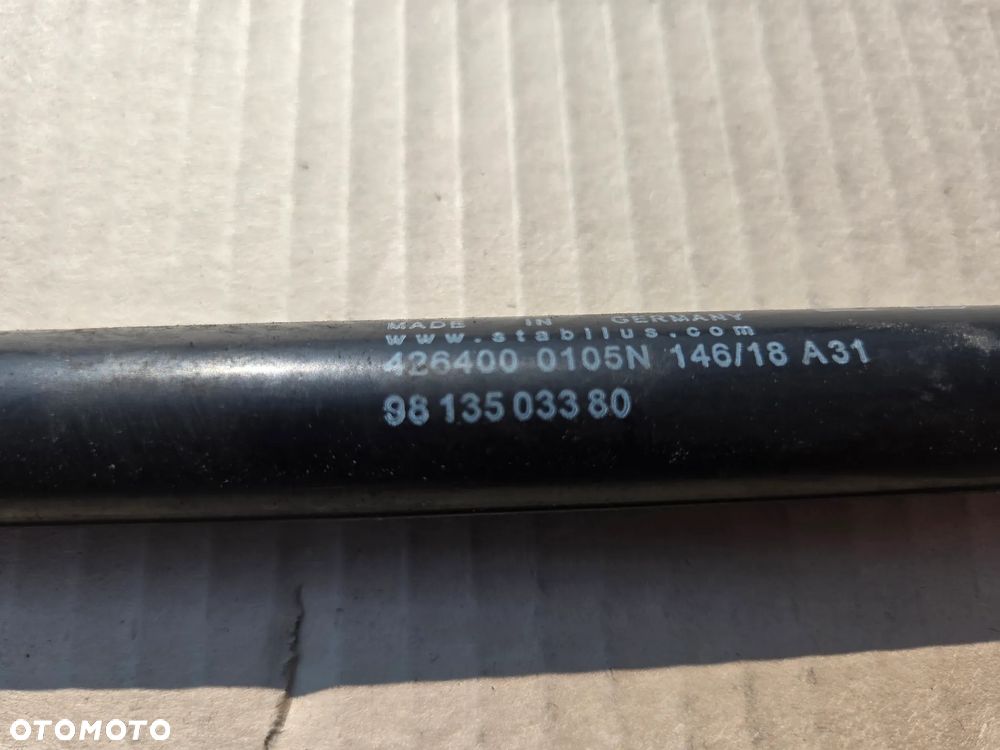 MADE IN GERMANY
www.stabilus.com
426400 0105N 146/18 A31
98 135 033 80
OTOMOTO